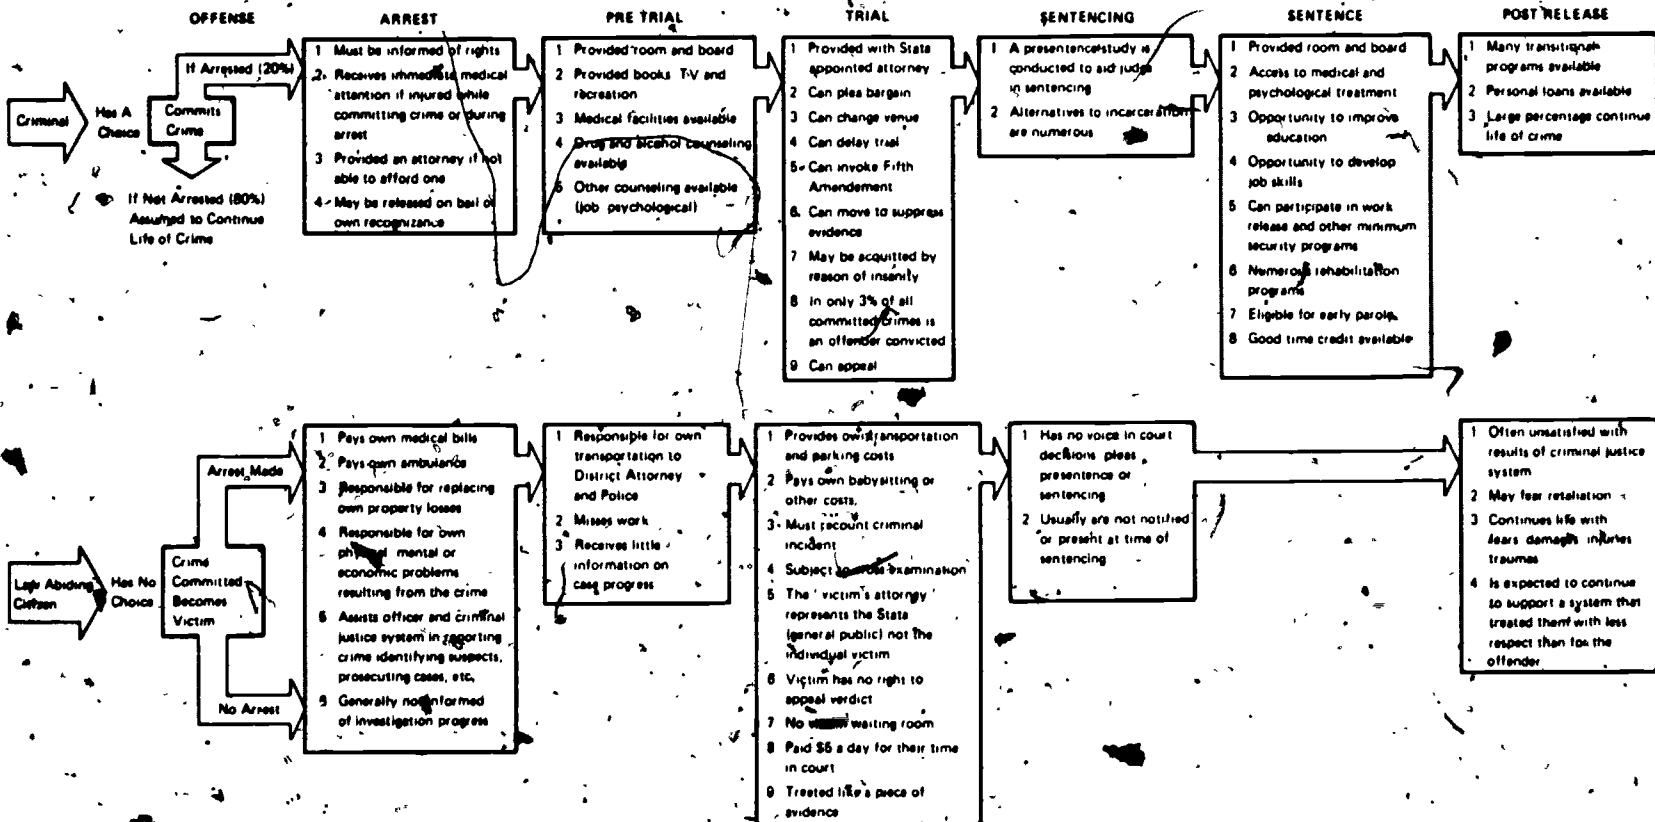 OFFENSE
ARREST
PRE TRIAL
TRIAL
SENTENCING
SENTENCE
POST RELEASE
Criminal
Has A
Choice
Commits
Crime
If Arrested (20%)
If Not Arrested (80%)
Assumed to Continue
Life of Crime
1 Must be informed of rights
2 Receives immediate medical
attention if injured while
committing crime or during
arrest
3 Provided an attorney if not
able to afford one
4 May be released on bail or
own recognizance
1 Provided room and board
2 Provided books TV and
recreation
3 Medical facilities available
4 Drug and alcohol counseling
available
5 Other counseling available
(job psychological)
1 Provided with State
appointed attorney
2 Can plea bargain
3 Can change venue
4 Can delay trial
5 Can invoke Fifth
Amendment
6 Can move to suppress
evidence
7 May be acquitted by
reason of insanity
8 In only 3% of all
committed crimes is
an offender convicted
9 Can appeal
1 A presentence study is
conducted to aid judge
in sentencing
2 Alternatives to incarceration
are numerous
1 Provided room and board
2 Access to medical and
psychological treatment
3 Opportunity to improve
education
4 Opportunity to develop
job skills
5 Can participate in work
release and other minimum
security programs
6 Numerous rehabilitation
programs
7 Eligible for early parole
8 Good time credit available
1 Many transitional
programs available
2 Personal loans available
3 Large percentage continue
life of crime
Law Abiding
Citizen
Has No
Choice
Crime
Committed
Becomes
Victim
Arrest Made
No Arrest
1 Pays own medical bills
2 Pays own ambulance
3 Responsible for replacing
own property losses
4 Responsible for own
physical mental or
economic problems
resulting from the crime
5 Assists officer and criminal
justice system in reporting
crime identifying suspects,
prosecuting cases, etc.
6 Generally not informed
of investigation progress
1 Responsible for own
transportation to
District Attorney
and Police
2 Misses work
3 Receives little
information on
case progress
1 Provides own transportation
and parking costs
2 Pays own babysitting or
other costs
3 Must recount criminal
incident
4 Subject to cross examination
5 The 'victim's attorney'
represents the State
(general public) not the
individual victim
6 Victim has no right to
appeal verdict
7 No waiting room
8 Paid $5 a day for their time
in court
9 Treated like a piece of
evidence
1 Has no voice in court
decisions pleas
presentence or
sentencing
2 Usually are not notified
or present at time of
sentencing
1 Often unsatisfied with
results of criminal justice
system
2 May fear retaliation
3 Continues life with
fears damages injuries
traumas
4 Is expected to continue
to support a system that
treated them with less
respect than for the
offender